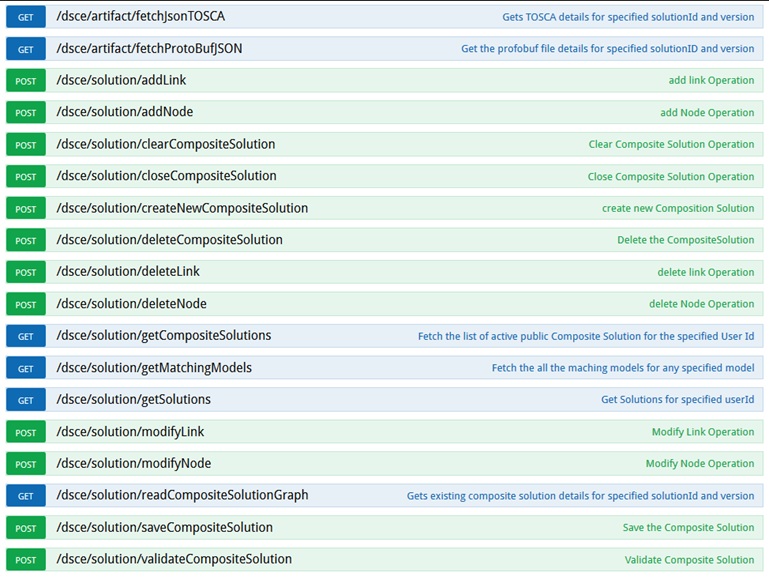 GET /dsce/artifact/fetchJsonTOSCA Gets TOSCA details for specified solutionId and version
GET /dsce/artifact/fetchProtoBufJSON Get the profobuf file details for specified solutionID and version
POST /dsce/solution/addLink add link Operation
POST /dsce/solution/addNode add Node Operation
POST /dsce/solution/clearCompositeSolution Clear Composite Solution Operation
POST /dsce/solution/closeCompositeSolution Close Composite Solution Operation
POST /dsce/solution/createNewCompositeSolution create new Composition Solution
POST /dsce/solution/deleteCompositeSolution Delete the CompositeSolution
POST /dsce/solution/deleteLink delete link Operation
POST /dsce/solution/deleteNode delete Node Operation
GET /dsce/solution/getCompositeSolutions Fetch the list of active public Composite Solution for the specified User Id
GET /dsce/solution/getMatchingModels Fetch the all the maching models for any specified model
GET /dsce/solution/getSolutions Get Solutions for specified userId
POST /dsce/solution/modifyLink Modify Link Operation
POST /dsce/solution/modifyNode Modify Node Operation
GET /dsce/solution/readCompositeSolutionGraph Gets existing composite solution details for specified solutionId and version
POST /dsce/solution/saveCompositeSolution Save the Composite Solution
POST /dsce/solution/validateCompositeSolution Validate Composite Solution